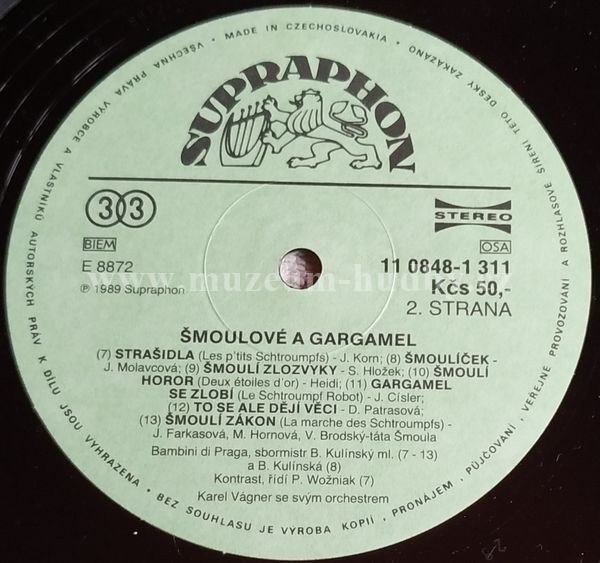 VŠECHNA PRÁVA VÝROBCE A VLASTNÍKŮ AUTORSKÝCH PRÁV K DÍLU JSOU VYHRAZENA • BEZ SOUHLASU JE VÝROBA KOPIÍ, PRONÁJEM, PŮJČOVÁNÍ, VEŘEJNÉ PROVOZOVÁNÍ A ROZHLASOVÉ ŠÍŘENÍ TÉTO DESKY ZAKÁZÁNO • MADE IN CZECHOSLOVAKIA •
SUPRAPHON
33
STEREO
BIEM
OSA
E 8872
11 0848-1 311
℗ 1989 Supraphon
Kčs 50,-
2. STRANA
ŠMOULOVÉ A GARGAMEL
(7) STRAŠIDLA (Les p'tits Schtroumpfs) - J. Korn; (8) ŠMOULÍČEK -
J. Molavcová; (9) ŠMOULÍ ZLOZVYKY - S. Hložek; (10) ŠMOULÍ
HOROR (Deux étoiles d'or) - Heidi; (11) GARGAMEL
SE ZLOBÍ (Le Schtroumpf Robot) - J. Císler;
(12) TO SE ALE DĚJÍ VĚCI - D. Patrasová;
(13) ŠMOULÍ ZÁKON (La marche des Schtroumpfs) -
J. Farkasová, M. Hornová, V. Brodský-táta Šmoula
Bambini di Praga, sbormistr B. Kulínský ml. (7 - 13)
a B. Kulínská (8)
Kontrast, řídí P. Wožniak (7)
Karel Vágner se svým orchestrem